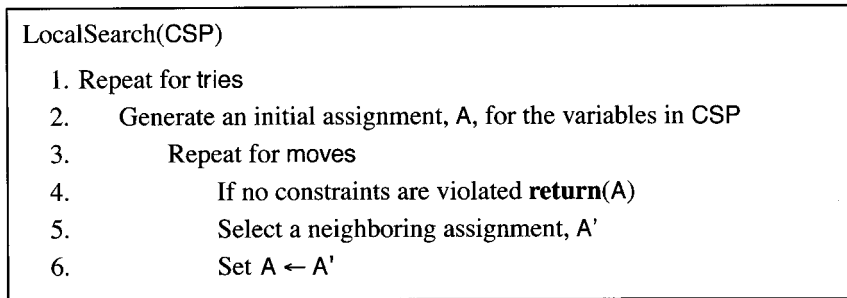 LocalSearch(CSP)
1. Repeat for tries
2. Generate an initial assignment, A, for the variables in CSP
3. Repeat for moves
4. If no constraints are violated return(A)
5. Select a neighboring assignment, A'
6. Set A ← A'